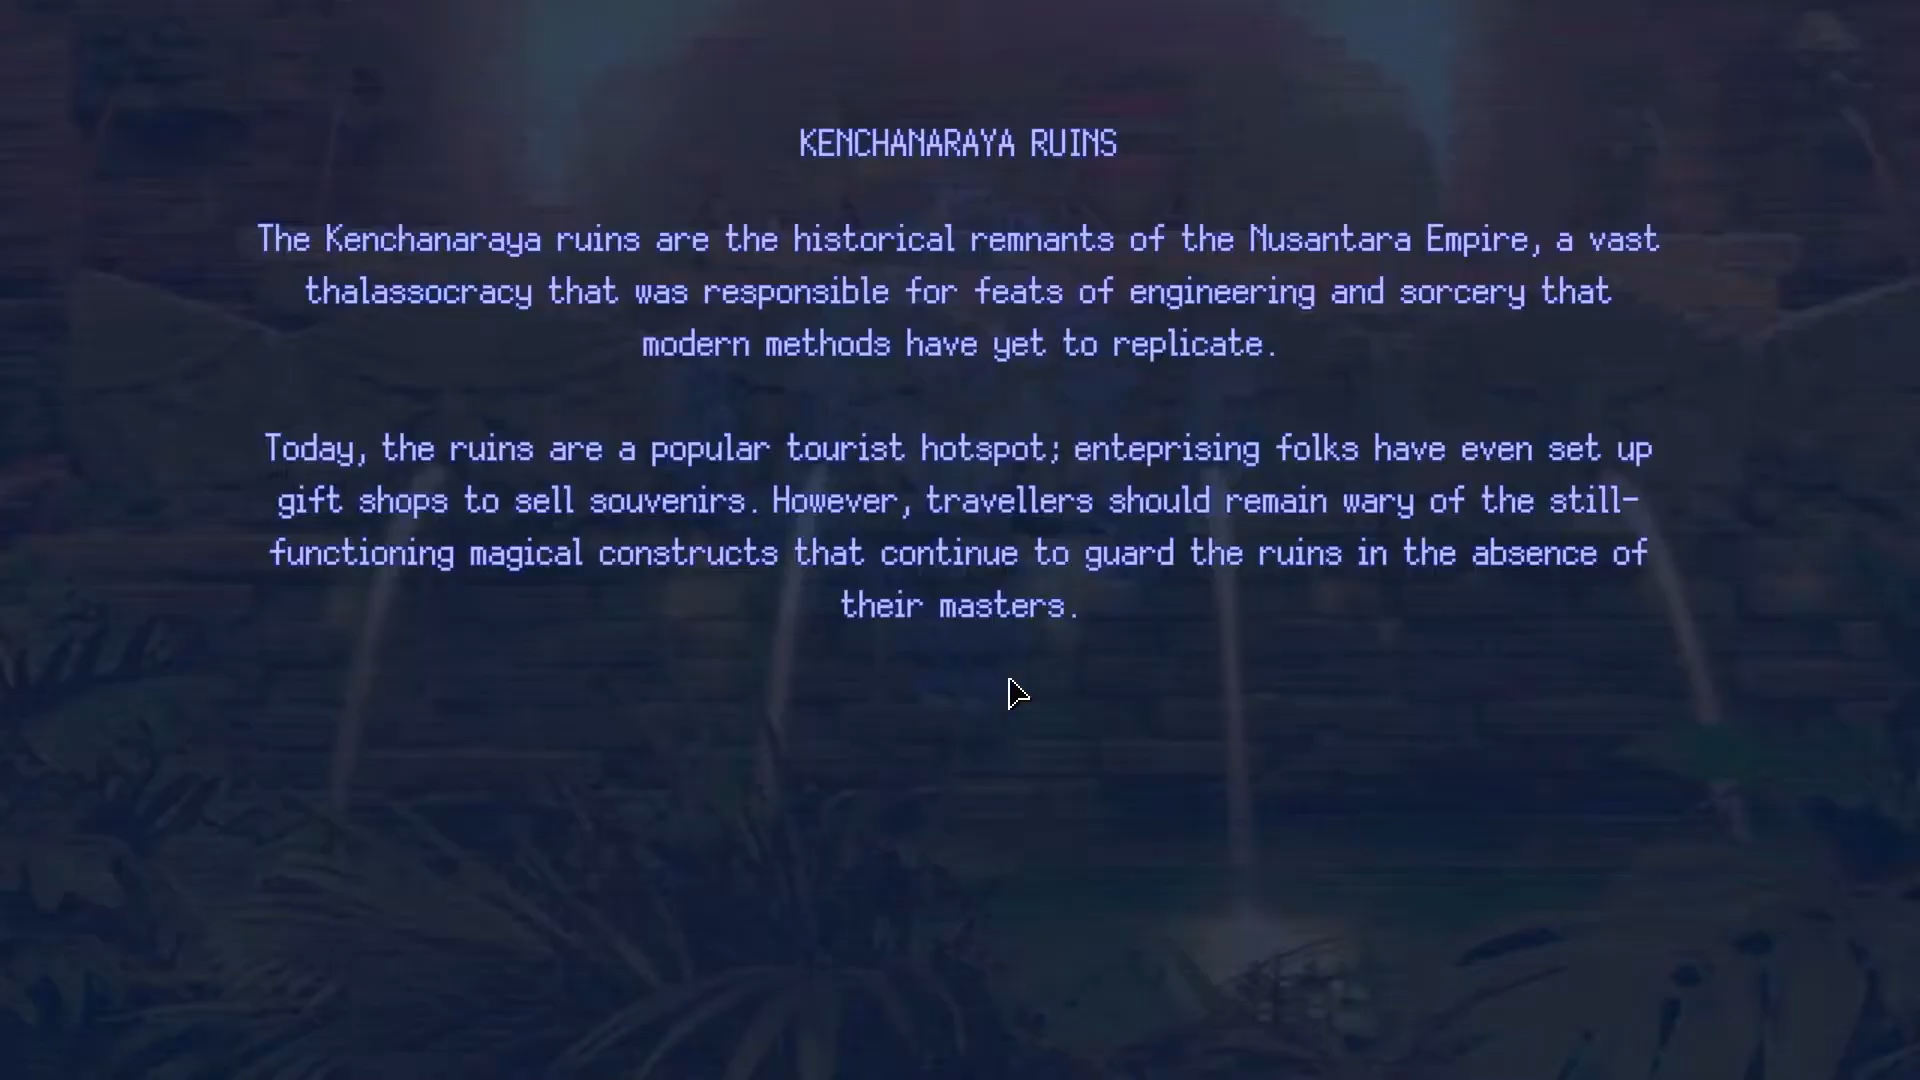 KENCHANARAYA RUINS
The Kenchanaraya ruins are the historical remnants of the Nusantara Empire, a vast
thalassocracy that was responsible for feats of engineering and sorcery that
modern methods have yet to replicate.
Today, the ruins are a popular tourist hotspot; enteprising folks have even set up
gift shops to sell souvenirs. However, travellers should remain wary of the still-
functioning magical constructs that continue to guard the ruins in the absence of
their masters.